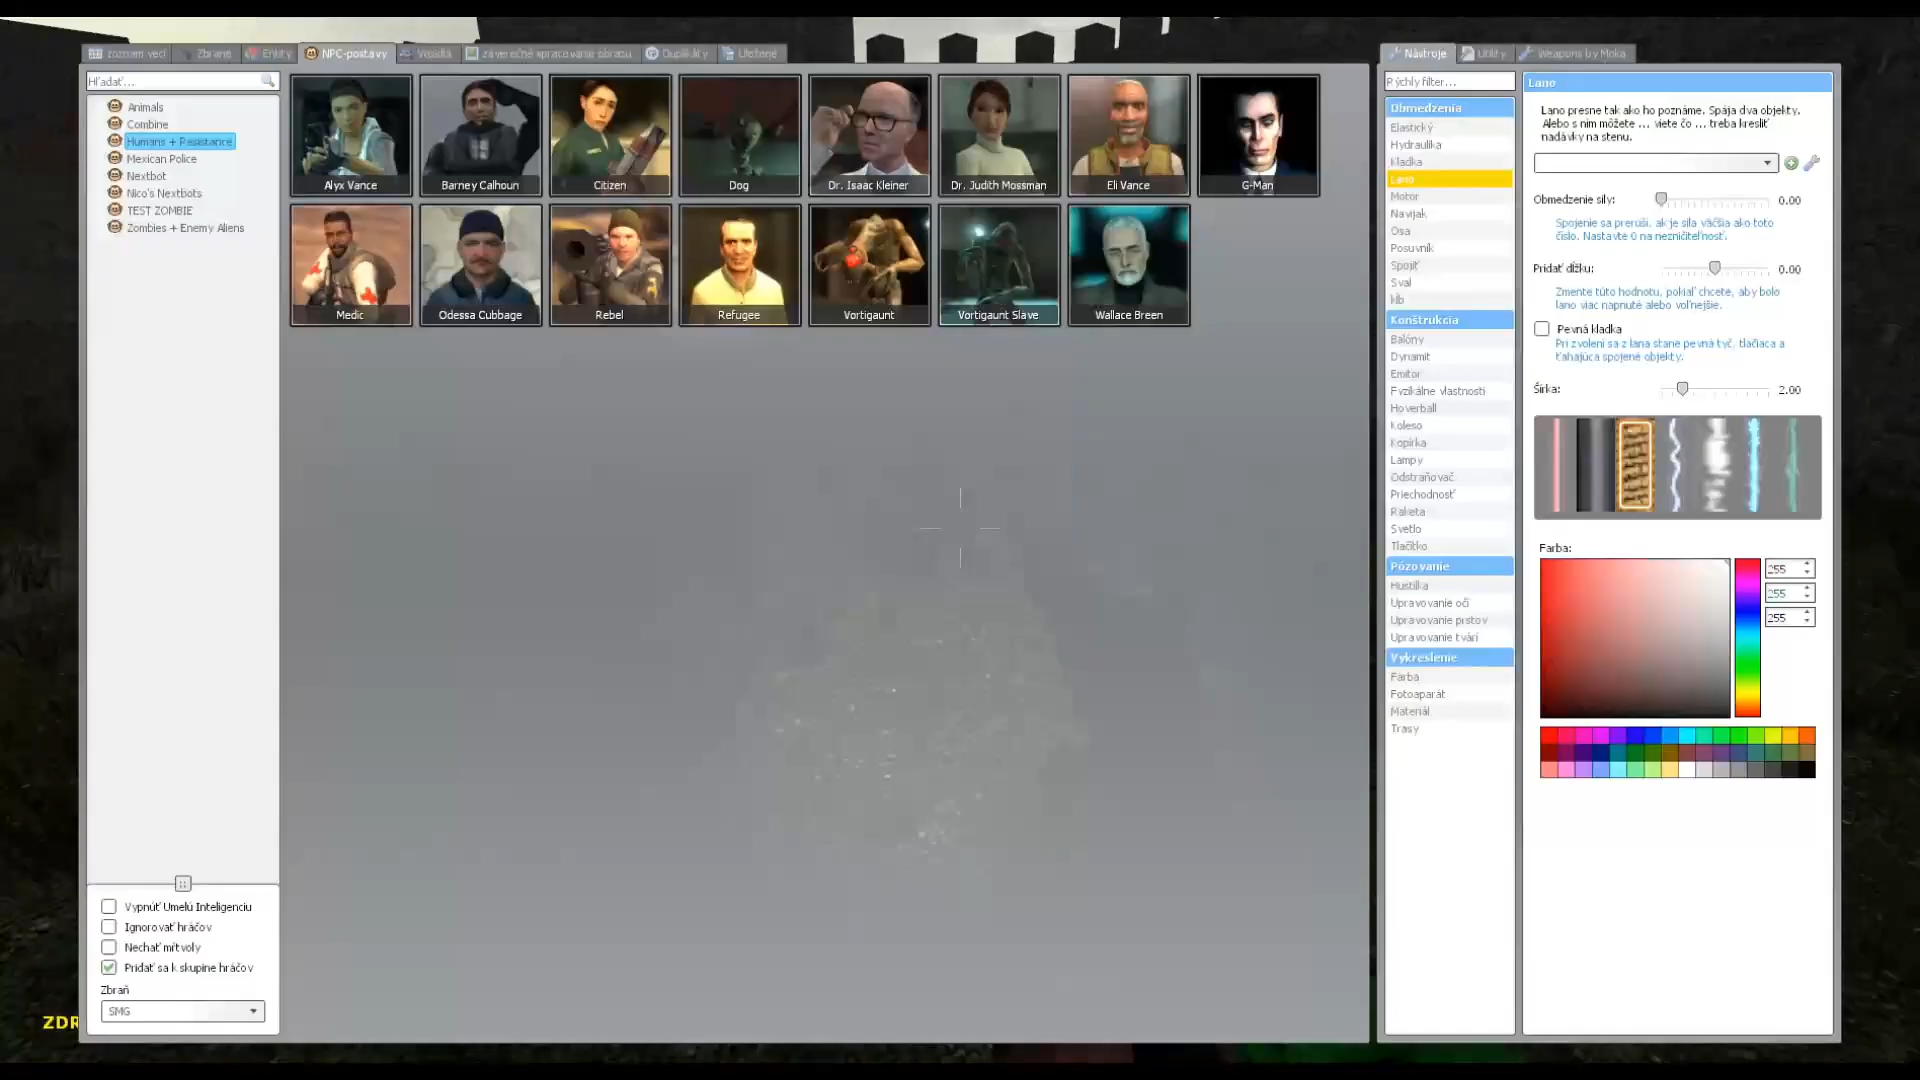 zoznam vecí
Zbrane
Entity
NPC-postavy
Vozidlá
záverečné spracovanie obrazu
Duplikáty
Uložené
Nástroje
Utility
Weapons by Moka
Hľadať...
Animals
Combine
Humans + Resistance
Mexican Police
Nextbot
Nico's Nextbots
TEST ZOMBIE
Zombies + Enemy Aliens
Alyx Vance
Barney Calhoun
Citizen
Dog
Dr. Isaac Kleiner
Dr. Judith Mossman
Eli Vance
G-Man
Medic
Odessa Cubbage
Rebel
Refugee
Vortigaunt
Vortigaunt Slave
Wallace Breen
Vypnúť Umelú Inteligenciu
Ignorovať hráčov
Nechať mŕtvoly
Pridať sa k skupine hráčov
Zbraň
SMG
ZDR
Rýchly filter...
Obmedzenia
Elastický
Hydraulika
Kladka
Lano
Motor
Navijak
Osa
Posuvník
Spojiť
Sval
Kĺb
Konštrukcia
Balóny
Dynamit
Emitor
Fyzikálne vlastnosti
Hoverball
Koleso
Kopírka
Lampy
Odstraňovač
Priechodnosť
Raketa
Svetlo
Tlačítko
Pózovanie
Hustilka
Upravovanie očí
Upravovanie prstov
Upravovanie tvári
Vykreslenie
Farba
Fotoaparát
Materiál
Trasy
Lano
Lano presne tak ako ho poznáme. Spája dva objekty.
Alebo s ním môžete ... viete čo ... treba kresliť
nadávky na stenu.
Obmedzenie sily:
0.00
Spojenie sa preruší, ak je sila väčšia ako toto
číslo. Nastavte 0 na nezničiteľnosť.
Pridať dĺžku:
0.00
Zmente túto hodnotu, pokiaľ chcete, aby bolo
lano viac napnuté alebo voľnejšie.
Pevná kladka
Pri zvolení sa z lana stane pevná tyč, tlačiaca a
ťahajúca spojené objekty.
Šírka:
2.00
Farba:
255
255
255